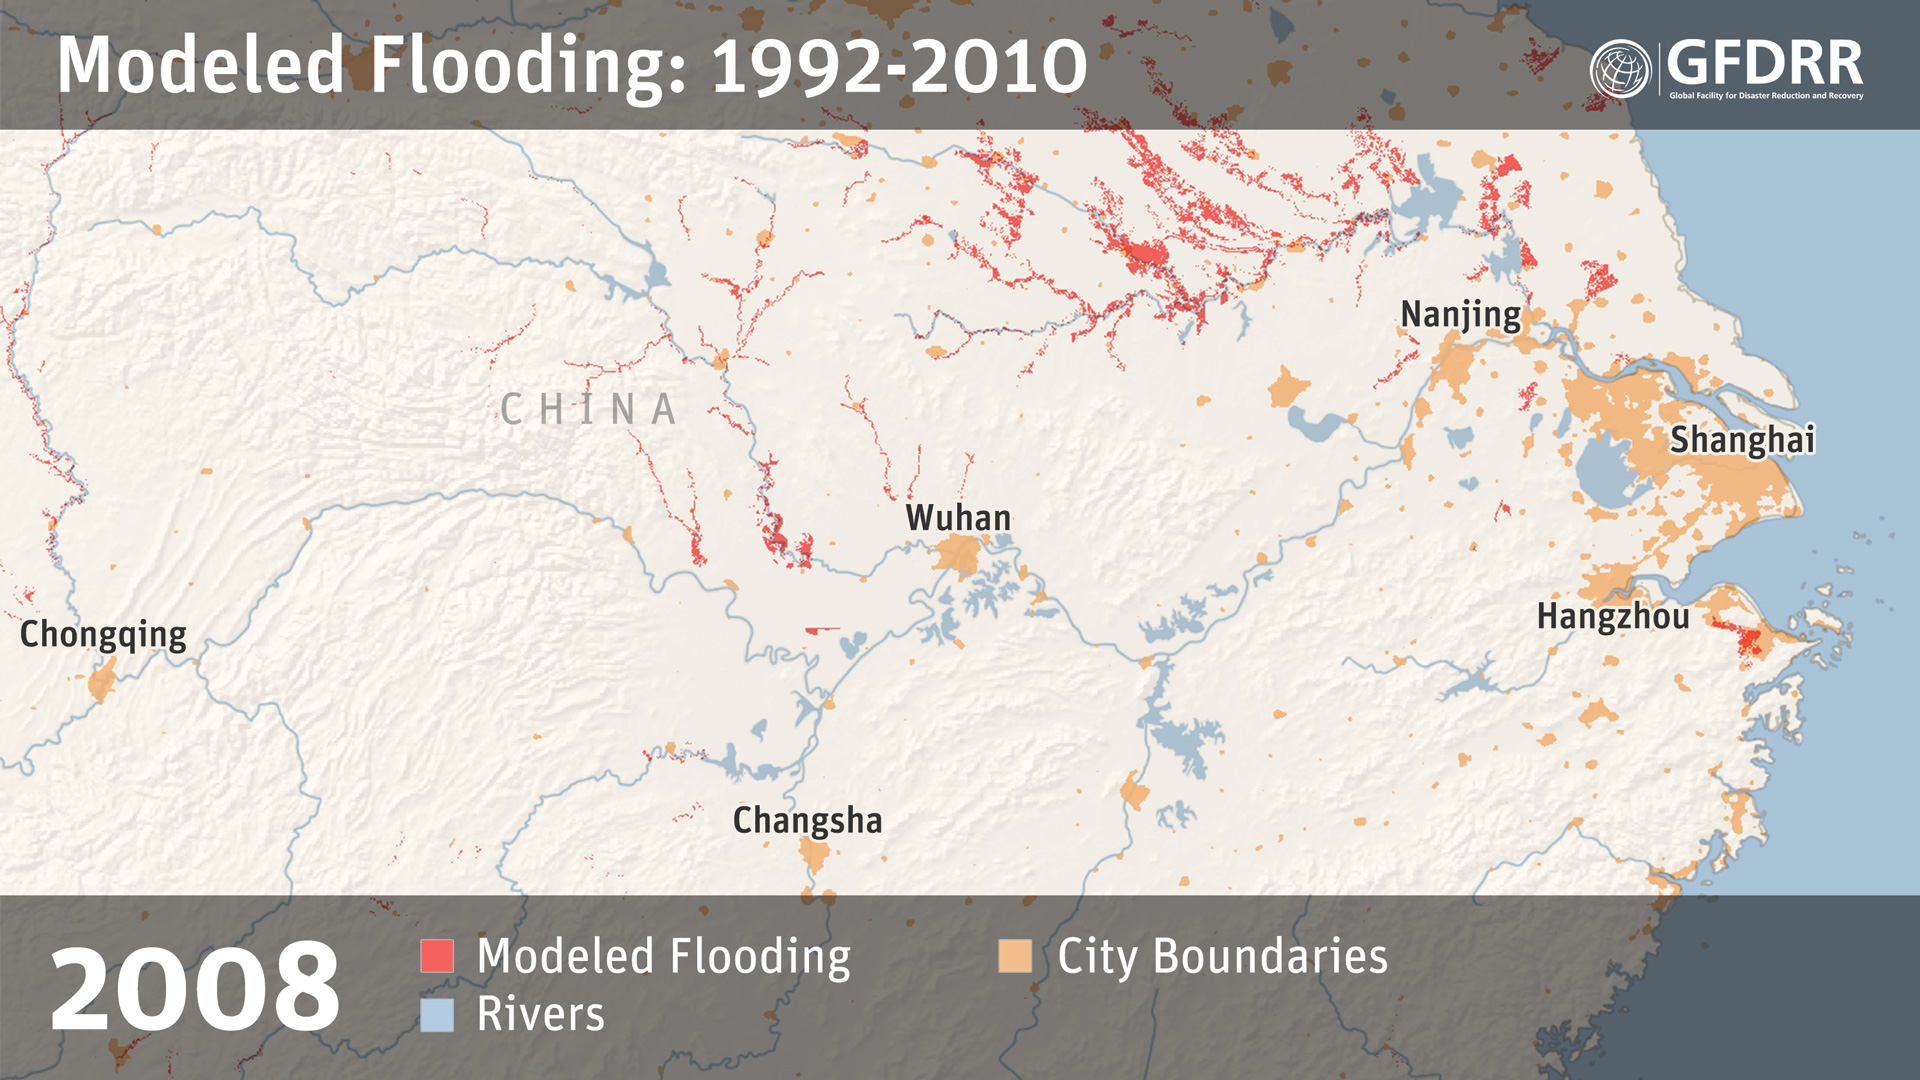 Modeled Flooding: 1992-2010
GFDRR
Global Facility for Disaster Reduction and Recovery
Nanjing
CHINA
Shanghai
Wuhan
Hangzhou
Chongqing
Changsha
2008
Modeled Flooding
City Boundaries
Rivers